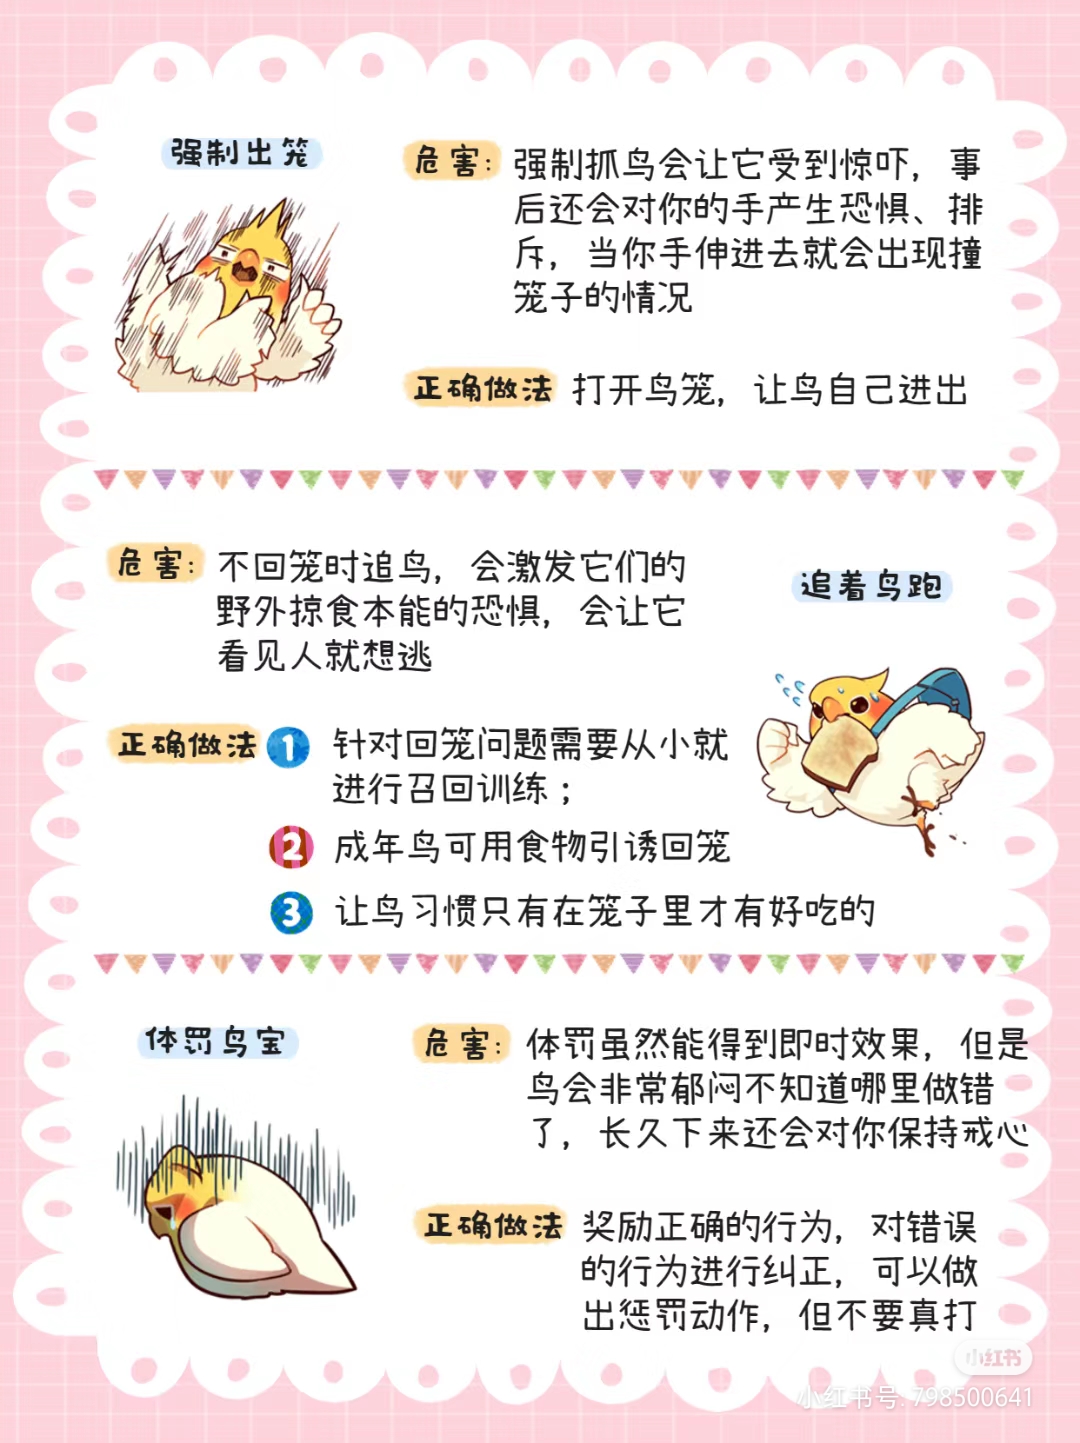 强制出笼
危害:
强制抓鸟会让它受到惊吓，事
后还会对你的手产生恐惧、排
斥，当你手伸进去就会出现撞
笼子的情况
正确做法 打开鸟笼，让鸟自己进出
追着鸟跑
危害:
不回笼时追鸟，会激发它们的
野外掠食本能的恐惧，会让它
看见人就想逃
正确做法
1 针对回笼问题需要从小就
进行召回训练；
2 成年鸟可用食物引诱回笼
3 让鸟习惯只有在笼子里才有好吃的
体罚鸟宝
危害:
体罚虽然能得到即时效果，但是
鸟会非常郁闷不知道哪里做错
了，长久下来还会对你保持戒心
正确做法
奖励正确的行为，对错误
的行为进行纠正，可以做
出惩罚动作，但不要真打
小红书
小红书号: 798500641